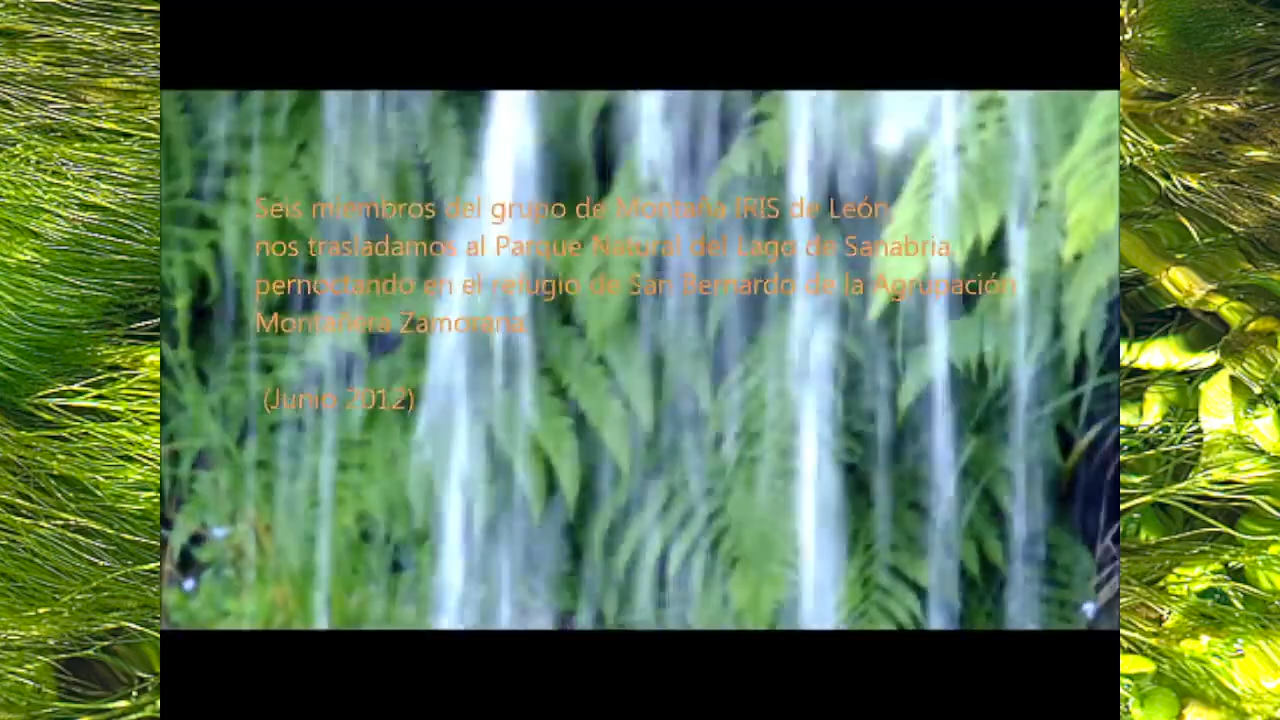 Seis miembros del grupo de Montaña IRIS de León,
nos trasladamos al Parque Natural del Lago de Sanabria,
pernoctando en el refugio de San Bernardo de la Agrupación
Montañera Zamorana.
(Junio 2012)